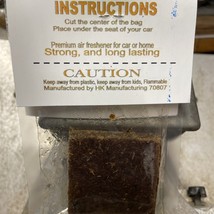 INSTRUCTIONS
Cut the center of the bag
Place under the seat of your car
Premium air freshener for car or home
Strong, and long lasting
CAUTION
Keep away from plastic, keep away from kids, Flammable
Manufactured by HK Manufacturing 70807